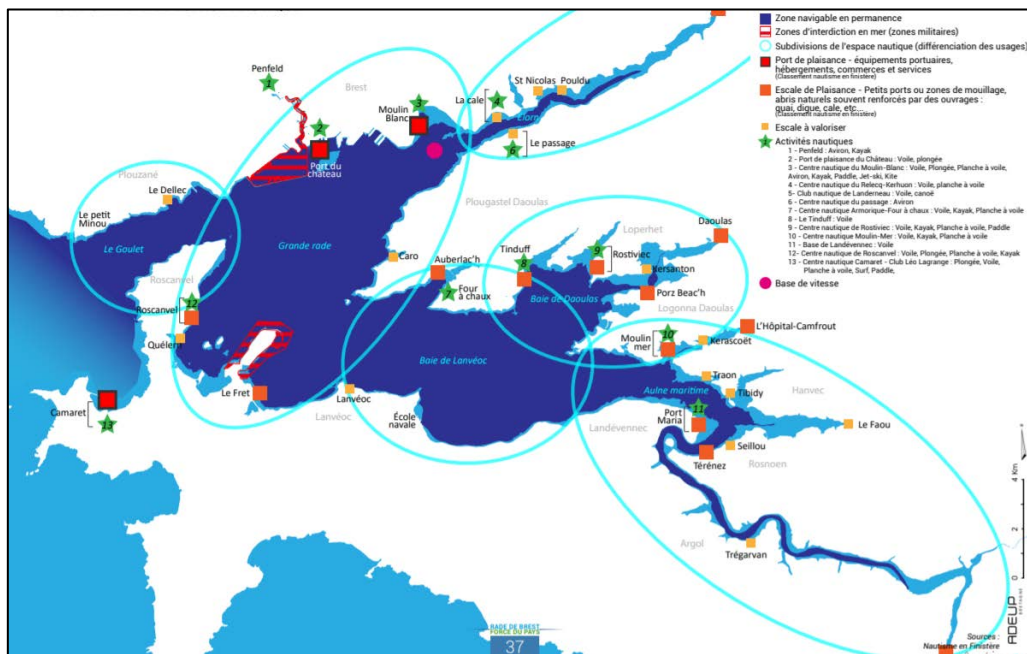 Zone navigable en permanence
Zones d'interdiction en mer (zones militaires)
Subdivisions de l'espace nautique (différenciation des usages)
Port de plaisance - équipements portuaires,
hébergements, commerces et services
(Classement nautisme en finistère)
Escale de Plaisance - Petits ports ou zones de mouillage,
abris naturels souvent renforcés par des ouvrages :
quai, digue, cale, etc...
(Classement nautisme en finistère)
Escale à valoriser
1 Activités nautiques
1 - Penfeld : Aviron, Kayak
2 - Port de plaisance du Château : Voile, plongée
3 - Centre nautique du Moulin-Blanc : Voile, Plongée, Planche à voile,
Aviron, Kayak, Paddle, Jet-ski, Kite
4 - Centre nautique du Relecq-Kerhuon : Voile, planche à voile
5- Club nautique de Landerneau : Voile, canoé
6 - Centre nautique du passage : Aviron
7 - Centre nautique Armorique-Four à chaux : Voile, Kayak, Planche à voile
8 - Le Tinduff : Voile
9 - Centre nautique de Rostiviec : Voile, Kayak, Planche à voile, Paddle
10 - Centre nautique Moulin-Mer : Voile, Kayak, Planche à voile
11 - Base de Landévennec : Voile
12- Centre nautique de Roscanvel : Voile, Plongée, Planche à voile, Kayak
13 - Centre nautique Camaret - Club Léo Lagrange : Plongée, Voile,
Planche à voile, Surf, Paddle,
Base de vitesse
Penfeld
1
Brest
2
Port du
château
3
Moulin
Blanc
La cale
4
St Nicolas
Pouldu
Elorn
Le passage
6
Plouzané
Le Dellec
Le petit
Minou
Le Goulet
Grande rade
Plougastel Daoulas
Caro
Auberlac'h
Four
à chaux
7
Tinduff
8
Loperhet
9
Rostiviec
Daoulas
Kersanton
Baie de Daoulas
Porz Beac'h
Logonna Daoulas
Roscanvel
12
Roscanvel
Quélern
Camaret
13
Le Fret
Lanvéoc
Lanvéoc
Baie de Lanvéoc
École
navale
Moulin
mer
10
Kerascoët
L'Hôpital-Camfrout
Traon
Tibidy
Hanvec
Aulne maritime
Port
Maria
11
Landévennec
Térénez
Seillou
Le Faou
Rosnoen
Argol
Trégarvan
4 Km
2
0
ADEUP
BRETAGNE
Sources :
Nautisme en Finistère
RADE DE BREST
FORCE DU PAYS
37